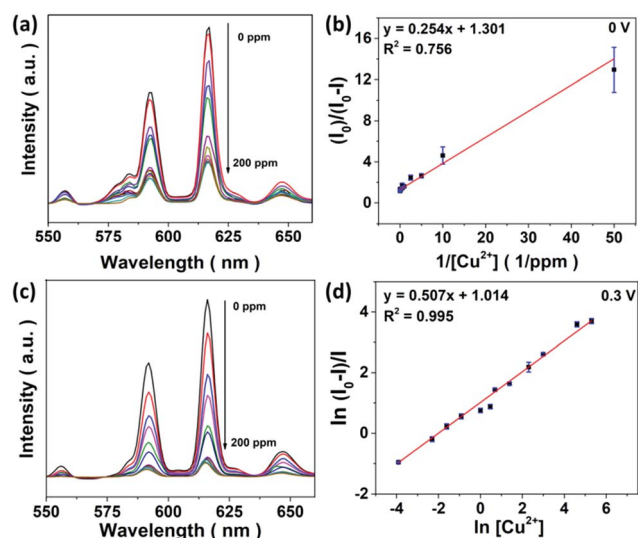 (a)
Intensity (a.u.)
0 ppm
200 ppm
550 575 600 625 650
Wavelength ( nm )
(b)
y = 0.254x + 1.301
R² = 0.756
0 V
(I₀)/(I₀-I)
16
12
8
4
0
0 10 20 30 40 50
1/[Cu²⁺] ( 1/ppm )
(c)
Intensity (a.u.)
0 ppm
200 ppm
550 575 600 625 650
Wavelength ( nm )
(d)
y = 0.507x + 1.014
R² = 0.995
0.3 V
ln (I₀-I)/I
4
2
0
-2
-4 -2 0 2 4 6
ln [Cu²⁺]